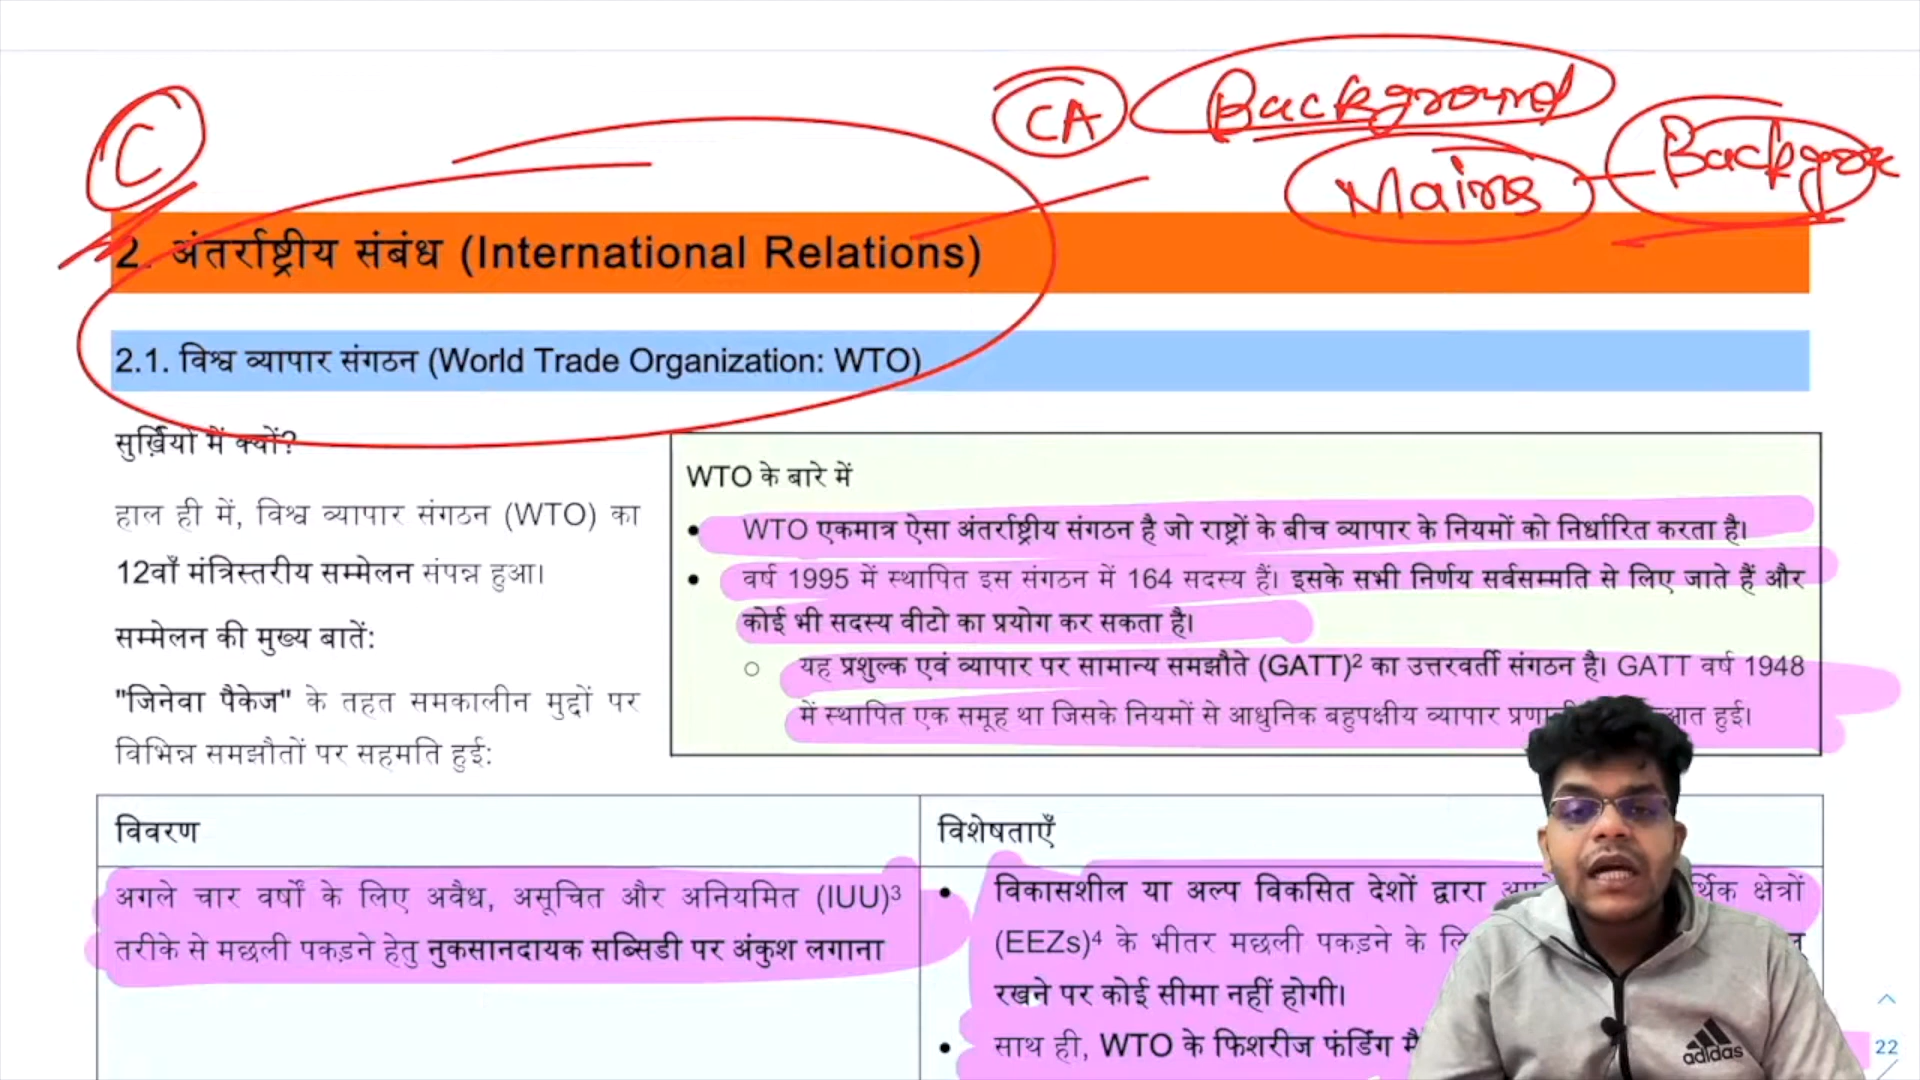 C
CA Background
Mains - Backgro
2. अंतर्राष्ट्रीय संबंध (International Relations)
2.1. विश्व व्यापार संगठन (World Trade Organization: WTO)
सुर्ख़ियों में क्यों?
हाल ही में, विश्व व्यापार संगठन (WTO) का
12वाँ मंत्रिस्तरीय सम्मेलन संपन्न हुआ।
सम्मेलन की मुख्य बातें:
"जिनेवा पैकेज" के तहत समकालीन मुद्दों पर
विभिन्न समझौतों पर सहमति हुई:
WTO के बारे में
• WTO एकमात्र ऐसा अंतर्राष्ट्रीय संगठन है जो राष्ट्रों के बीच व्यापार के नियमों को निर्धारित करता है।
• वर्ष 1995 में स्थापित इस संगठन में 164 सदस्य हैं। इसके सभी निर्णय सर्वसम्मति से लिए जाते हैं और
कोई भी सदस्य वीटो का प्रयोग कर सकता है।
○ यह प्रशुल्क एवं व्यापार पर सामान्य समझौते (GATT)² का उत्तरवर्ती संगठन है। GATT वर्ष 1948
में स्थापित एक समूह था जिसके नियमों से आधुनिक बहुपक्षीय व्यापार हुई।
विवरण
अगले चार वर्षों के लिए अवैध, असूचित और अनियमित (IUU)³
तरीके से मछली पकड़ने हेतु नुकसानदायक सब्सिडी पर अंकुश लगाना
विशेषताएँ
• विकासशील या अल्प विकसित देशों द्वारा क्षेत्रों
(EEZs)⁴ के भीतर मछली पकड़ने के
रखने पर कोई सीमा नहीं होगी।
• साथ ही, WTO के फिशरीज फंडिंग
adidas
22